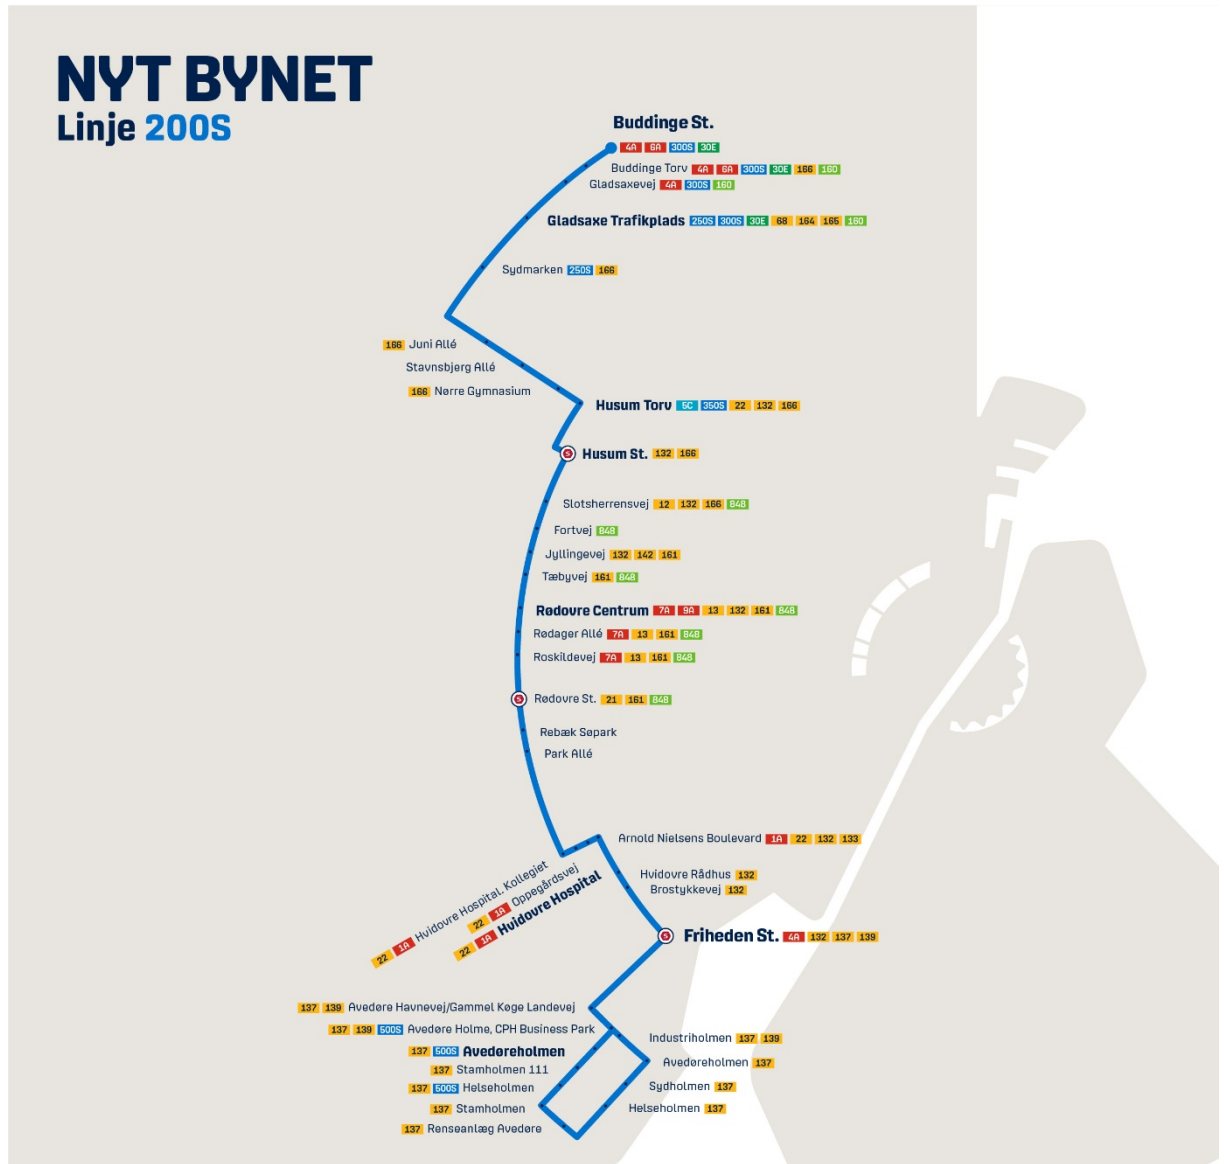 NYT BYNET
Linje 200S
Buddinge St.
4A 6A 300S 30E
Buddinge Torv 4A 6A 300S 30E 166 160
Gladsaxevej 4A 300S 160
Gladsaxe Trafikplads 250S 300S 30E 68 164 165 160
Sydmarken 250S 166
166 Juni Allé
Stavnsbjerg Allé
166 Nørre Gymnasium
Husum Torv 5C 350S 22 132 166
S Husum St. 132 166
Slotsherrensvej 12 132 166 848
Fortvej 848
Jyllingevej 132 142 161
Tæbyvej 161 848
Rødovre Centrum 7A 9A 13 132 161 848
Rødager Allé 7A 13 161 848
Roskildevej 7A 13 161 848
S Rødovre St. 21 161 848
Rebæk Søpark
Park Allé
Arnold Nielsens Boulevard 1A 22 132 133
22 1A Hvidovre Hospital, Kollegiet
22 1A Oppegårdsvej
22 1A Hvidovre Hospital
Hvidovre Rådhus 132
Brostykkevej 132
S Friheden St. 4A 132 137 139
137 139 Avedøre Havnevej/Gammel Køge Landevej
137 139 500S Avedøre Holme, CPH Business Park
Industriholmen 137 139
137 500S Avedøreholmen
Avedøreholmen 137
137 Stamholmen 111
137 500S Helseholmen
Sydholmen 137
137 Stamholmen
Helseholmen 137
137 Renseanlæg Avedøre